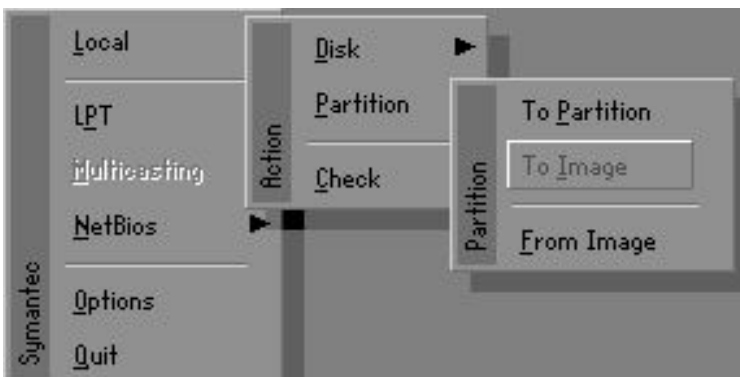 Local
LPT
Multicasting
NetBios
Options
Quit
Symantec
Disk
Partition
Check
Action
To Partition
To Image
From Image
Partition